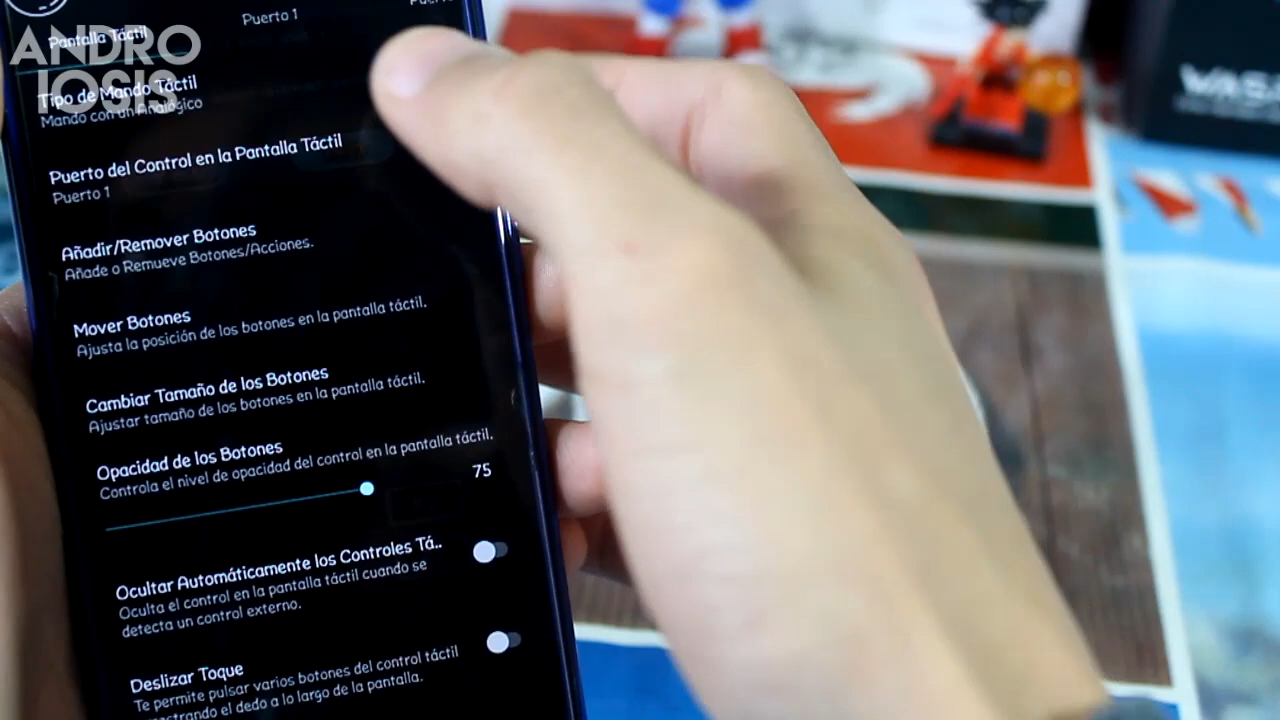 ANDRO
IOSIS
Puerto 1
Pantalla Táctil
Tipo de Mando Táctil
Mando con un Analógico
Puerto del Control en la Pantalla Táctil
Puerto 1
Añadir/Remover Botones
Añade o Remueve Botones/Acciones.
Mover Botones
Ajusta la posición de los botones en la pantalla táctil.
Cambiar Tamaño de los Botones
Ajustar tamaño de los botones en la pantalla táctil.
Opacidad de los Botones
Controla el nivel de opacidad del control en la pantalla táctil.
75
Ocultar Automáticamente los Controles Tá..
Oculta el control en la pantalla táctil cuando se
detecta un control externo.
Deslizar Toque
Te permite pulsar varios botones del control táctil
el dedo a lo largo de la pantalla.